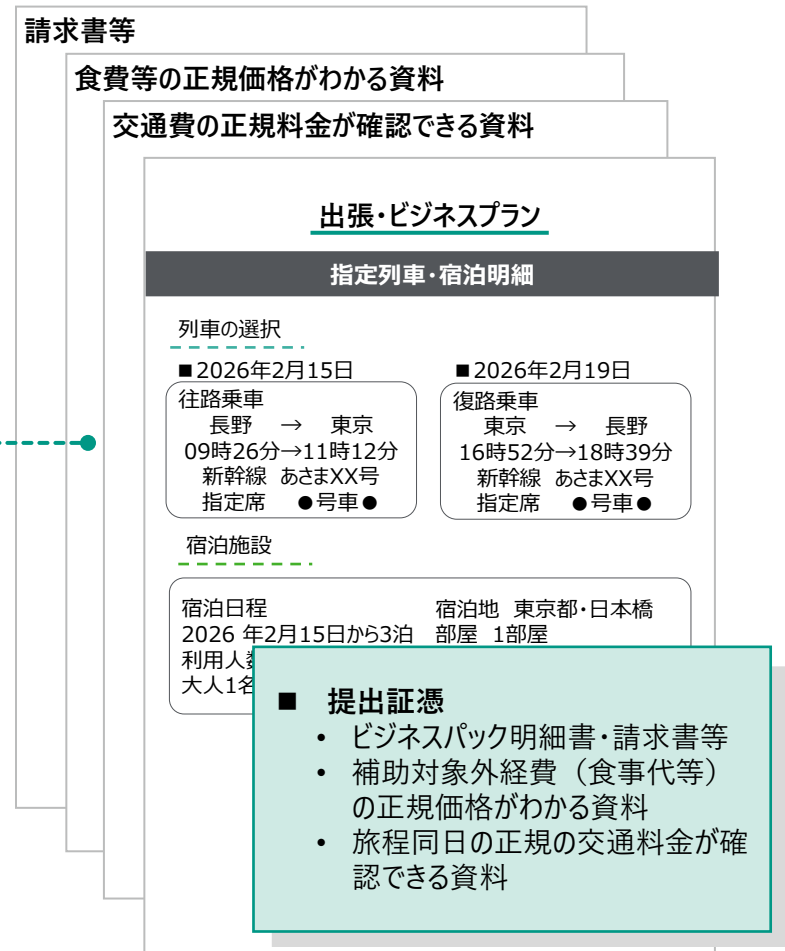 請求書等
食費等の正規価格がわかる資料
交通費の正規料金が確認できる資料
出張・ビジネスプラン
指定列車・宿泊明細
列車の選択
■2026年2月15日
往路乗車
長野 → 東京
09時26分→11時12分
新幹線 あさまXX号
指定席 ●号車●
■2026年2月19日
復路乗車
東京 → 長野
16時52分→18時39分
新幹線 あさまXX号
指定席 ●号車●
宿泊施設
宿泊日程
2026 年2月15日から3泊
利用人
大人1名
宿泊地 東京都・日本橋
部屋 1部屋
■ 提出証憑
• ビジネスパック明細書・請求書等
• 補助対象外経費（食事代等）
の正規価格がわかる資料
• 旅程同日の正規の交通料金が確
認できる資料